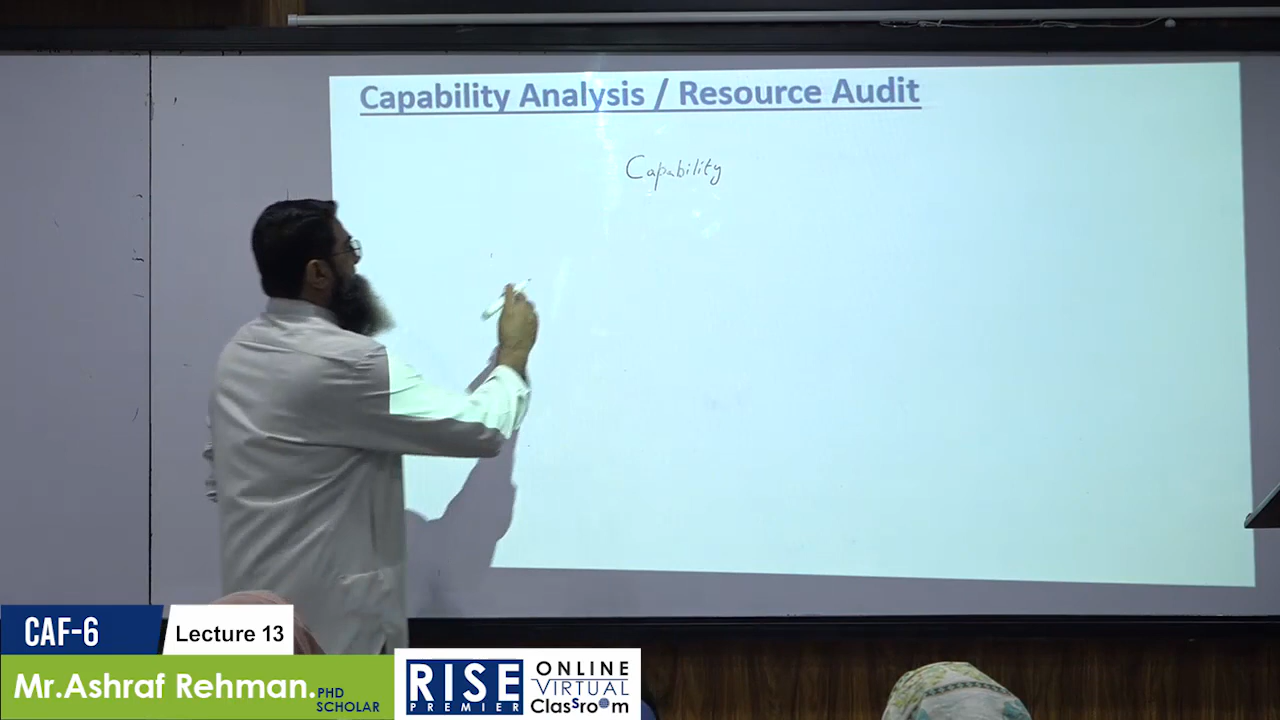 Capability Analysis / Resource Audit
Capability
CAF-6
Lecture 13
Mr.Ashraf Rehman. PHD SCHOLAR
RISE PREMIER
ONLINE
VIRTUAL
Classroom